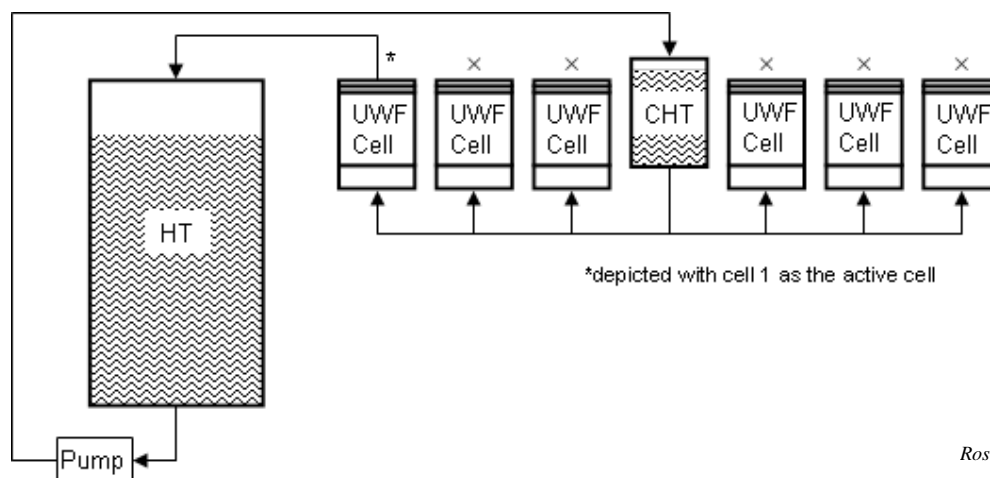 *
×
×
×
×
×
UWF
Cell
UWF
Cell
UWF
Cell
CHT
UWF
Cell
UWF
Cell
UWF
Cell
HT
*depicted with cell 1 as the active cell
Pump
Ros